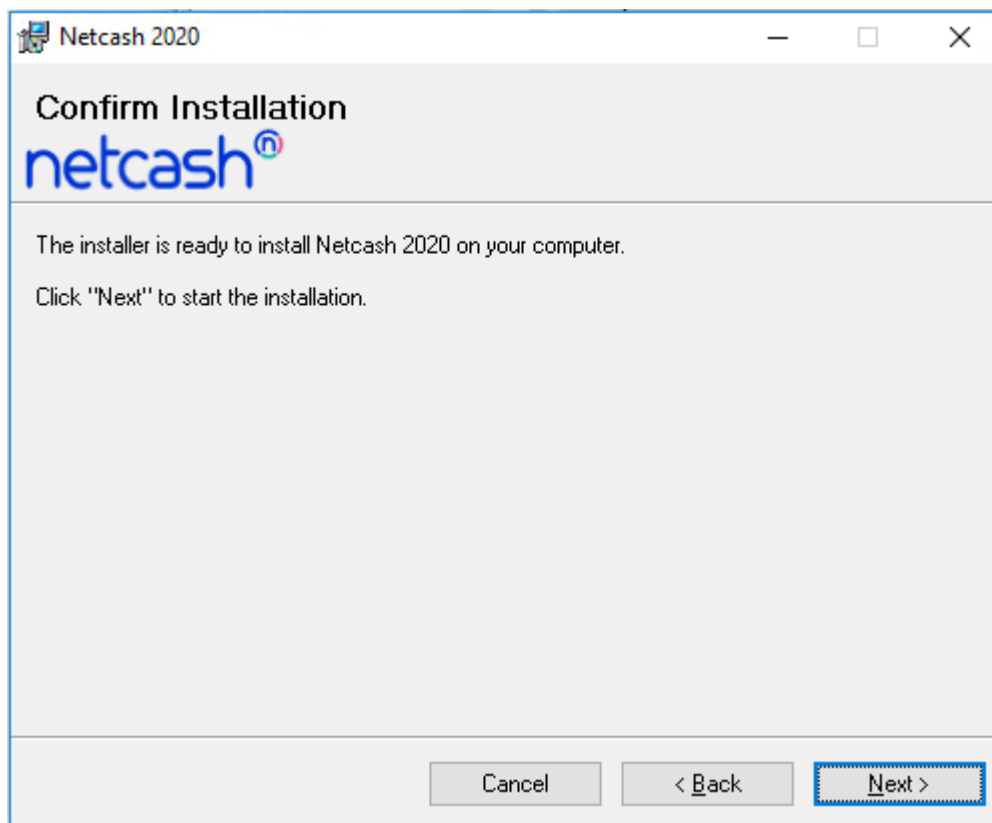 Netcash 2020
Confirm Installation
netcash n
The installer is ready to install Netcash 2020 on your computer.
Click "Next" to start the installation.
Cancel
< Back
Next >